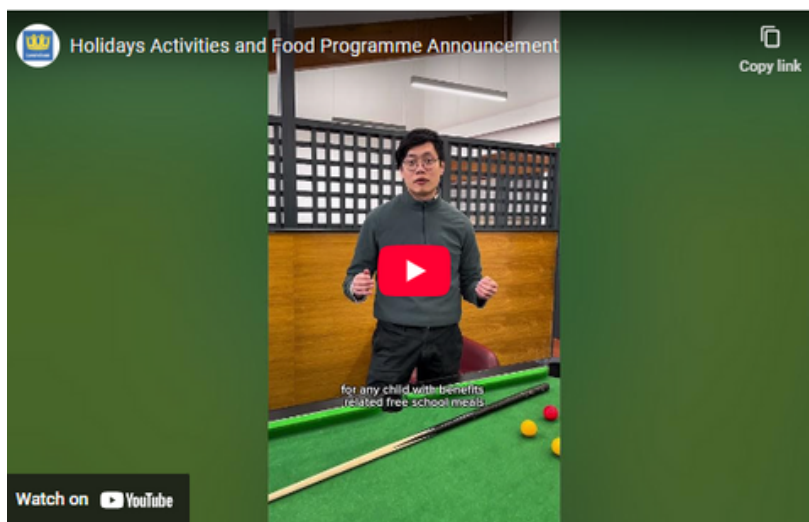 Holidays Activities and Food Programme Announcement
Copy link
for any child with benefits
related free school meals
Watch on YouTube